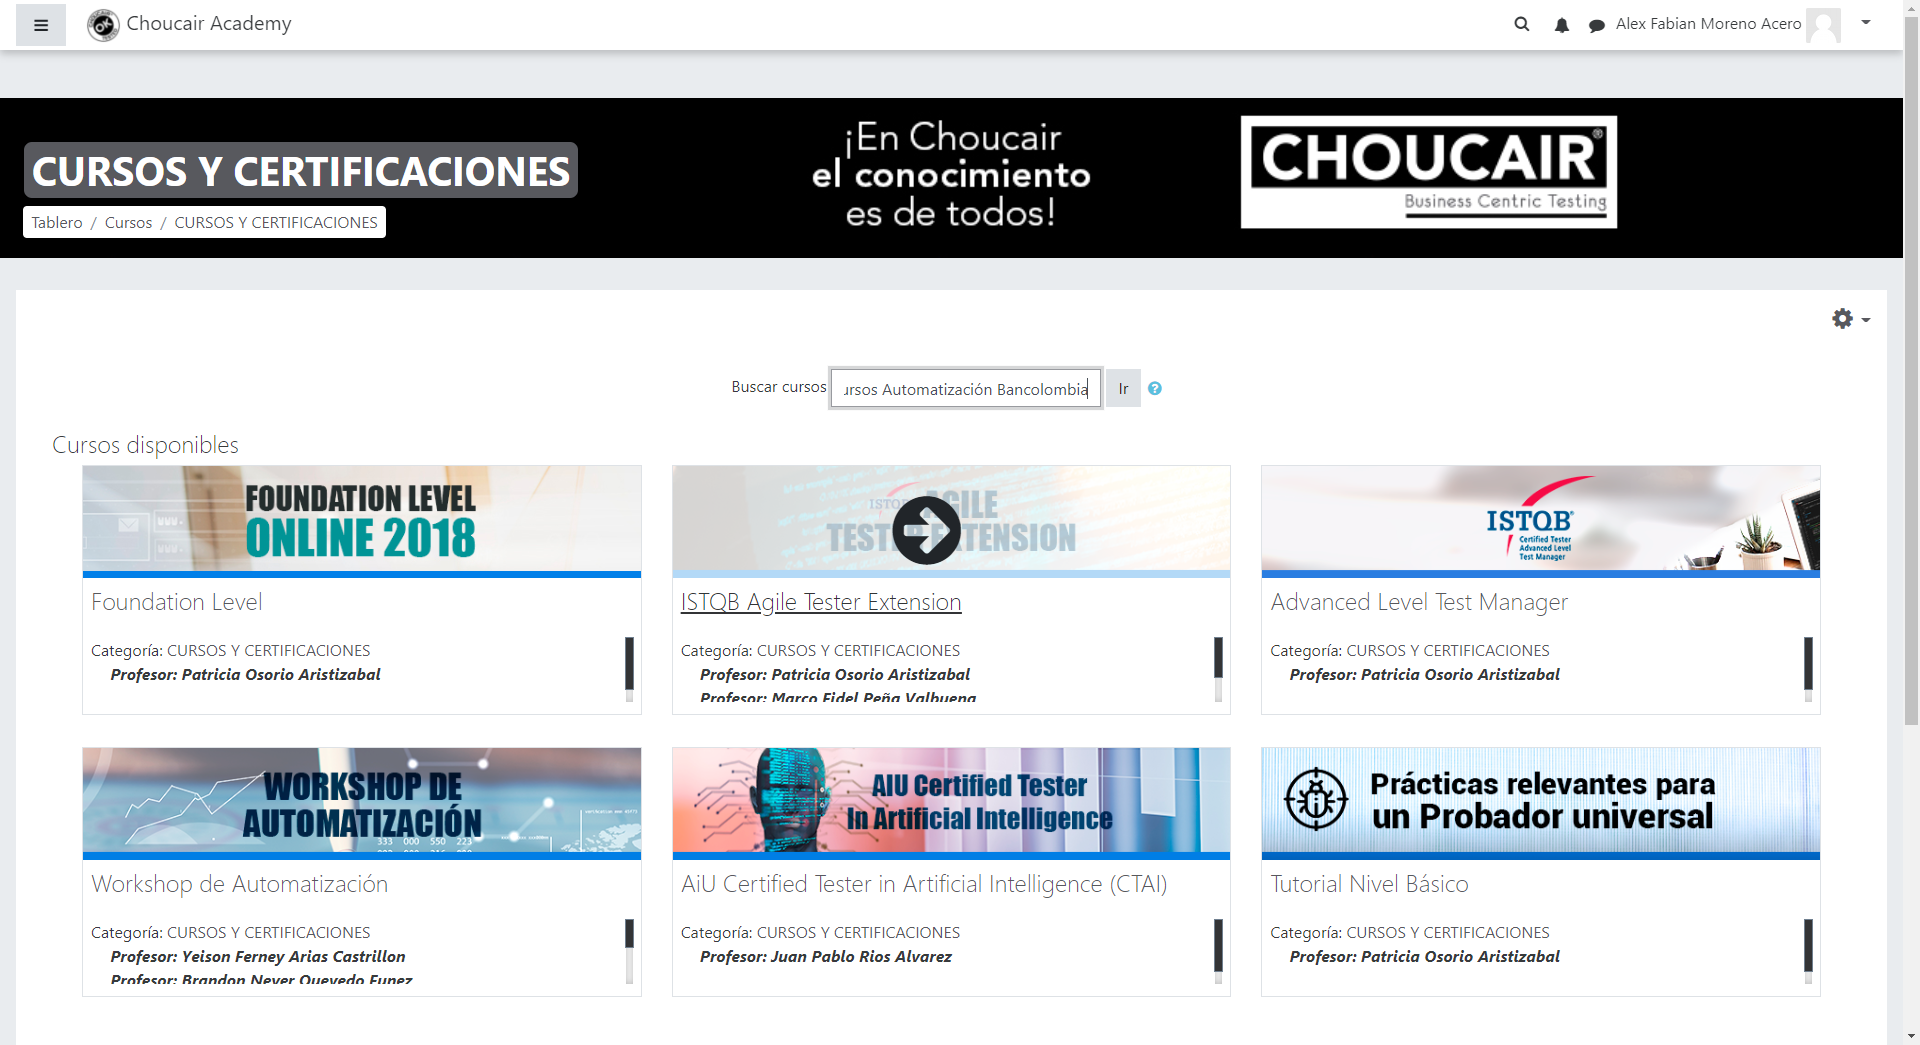 Choucair Academy
Alex Fabian Moreno Acero
CURSOS Y CERTIFICACIONES
Tablero / Cursos / CURSOS Y CERTIFICACIONES
¡En Choucair
el conocimiento
es de todos!
CHOUCAIR®
Business Centric Testing
Buscar cursos
ursos Automatización Bancolombia
Ir
Cursos disponibles
FOUNDATION LEVEL
ONLINE 2018
Foundation Level
Categoría: CURSOS Y CERTIFICACIONES
Profesor: Patricia Osorio Aristizabal
ISTQB Agile Tester Extension
Categoría: CURSOS Y CERTIFICACIONES
Profesor: Patricia Osorio Aristizabal
Profesor: Marco Fidel Peña Valbuena
ISTQB®
Certified Tester
Advanced Level
Test Manager
Advanced Level Test Manager
Categoría: CURSOS Y CERTIFICACIONES
Profesor: Patricia Osorio Aristizabal
WORKSHOP DE
AUTOMATIZACIÓN
333 000 550 223
Workshop de Automatización
Categoría: CURSOS Y CERTIFICACIONES
Profesor: Yeison Ferney Arias Castrillon
Profesor: Brandon Never Quevedo Funez
AIU Certified Tester
In Artificial Intelligence
AiU Certified Tester in Artificial Intelligence (CTAI)
Categoría: CURSOS Y CERTIFICACIONES
Profesor: Juan Pablo Rios Alvarez
Prácticas relevantes para
un Probador universal
Tutorial Nivel Básico
Categoría: CURSOS Y CERTIFICACIONES
Profesor: Patricia Osorio Aristizabal